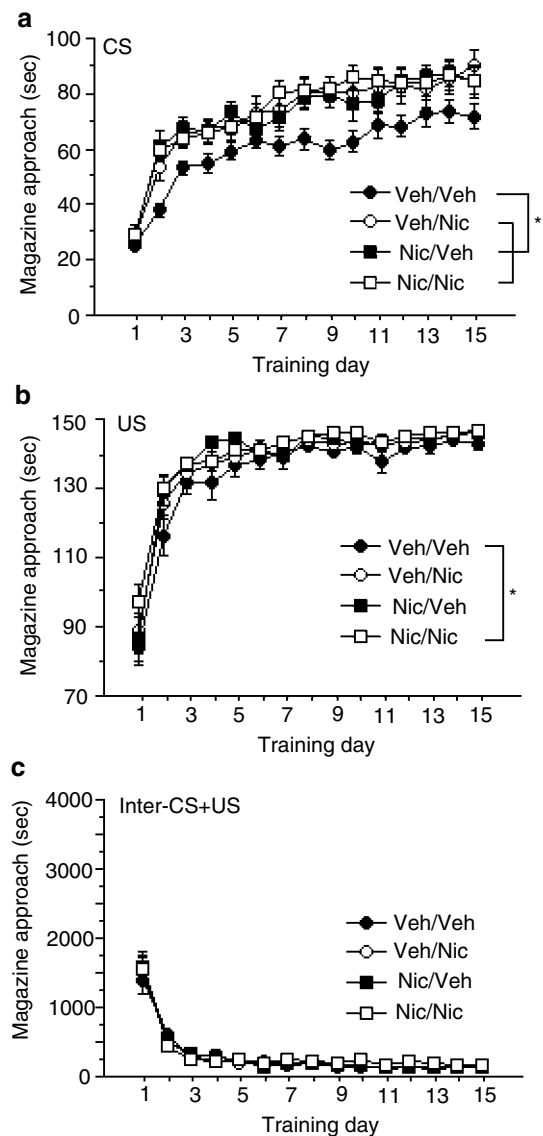 a
CS
Magazine approach (sec)
100
80
60
40
20
0
Veh/Veh
Veh/Nic
Nic/Veh
Nic/Nic
*
1 3 5 7 9 11 13 15
Training day
b
US
Magazine approach (sec)
150
130
110
90
70
Veh/Veh
Veh/Nic
Nic/Veh
Nic/Nic
*
1 3 5 7 9 11 13 15
Training day
c
Inter-CS+US
Magazine approach (sec)
4000
3000
2000
1000
0
Veh/Veh
Veh/Nic
Nic/Veh
Nic/Nic
1 3 5 7 9 11 13 15
Training day